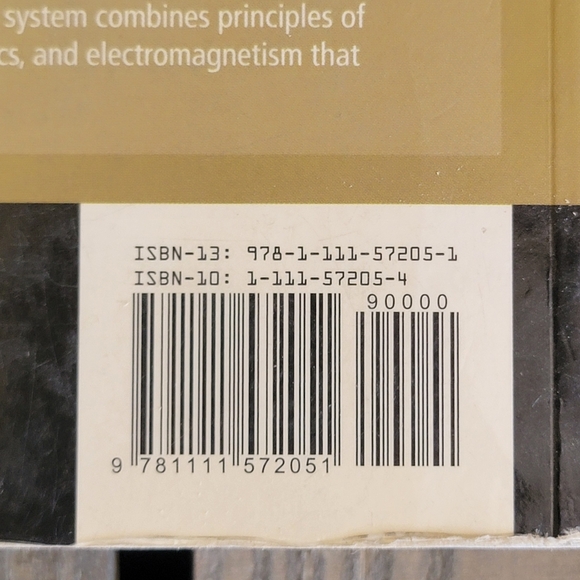 system combines principles of
cs, and electromagnetism that
ISBN-13: 978-1-111-57205-1
ISBN-10: 1-111-57205-4
90000
9 781111 572051